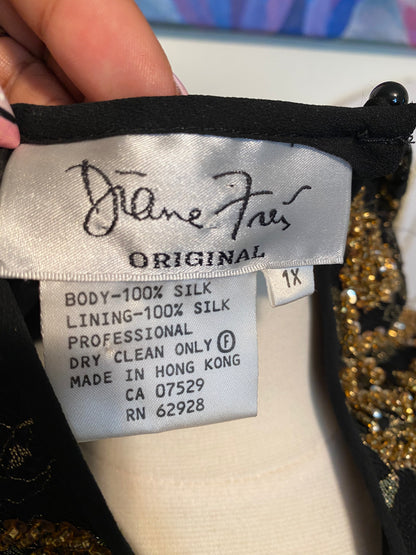 Diane Freis
ORIGINAL
1X
BODY-100% SILK
LINING-100% SILK
PROFESSIONAL
DRY CLEAN ONLY Ⓕ
MADE IN HONG KONG
CA 07529
RN 62928